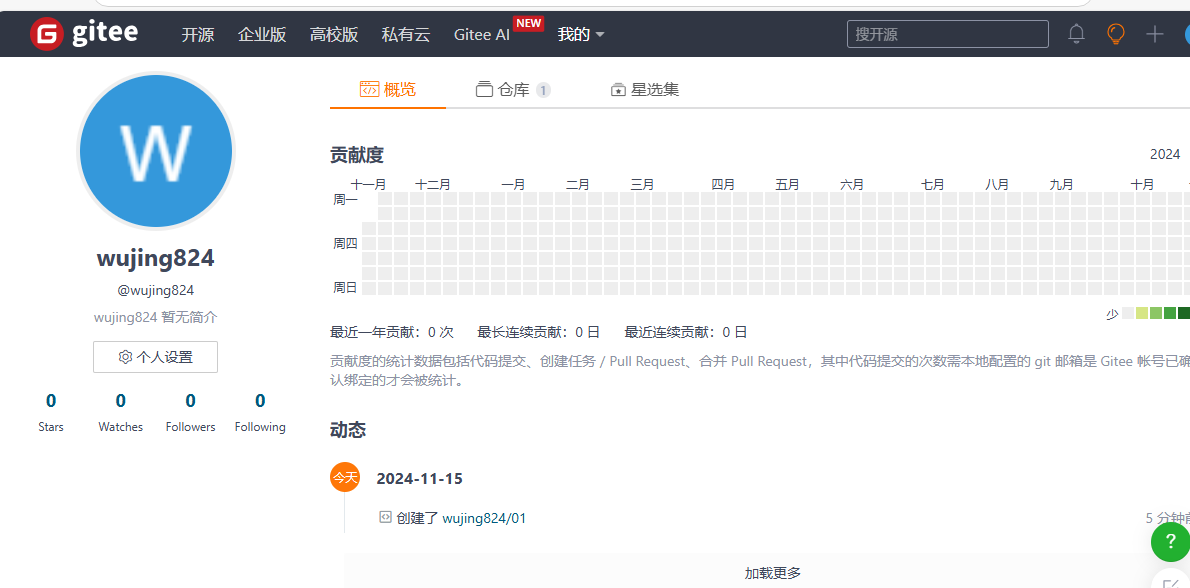 gitee 开源 企业版 高校版 私有云 Gitee AI NEW 我的 搜开源
W
wujing824
@wujing824
wujing824 暂无简介
个人设置
0 0 0 0
Stars Watches Followers Following
概览 仓库 1 星选集
贡献度 2024
十一月 十二月 一月 二月 三月 四月 五月 六月 七月 八月 九月 十月
周一
周四
周日
少
最近一年贡献：0 次 最长连续贡献：0 日 最近连续贡献：0 日
贡献度的统计数据包括代码提交、创建任务 / Pull Request、合并 Pull Request，其中代码提交的次数需本地配置的 git 邮箱是 Gitee 帐号已确
认绑定的才会被统计。
动态
今天 2024-11-15
创建了 wujing824/01 5 分钟前
加载更多
?